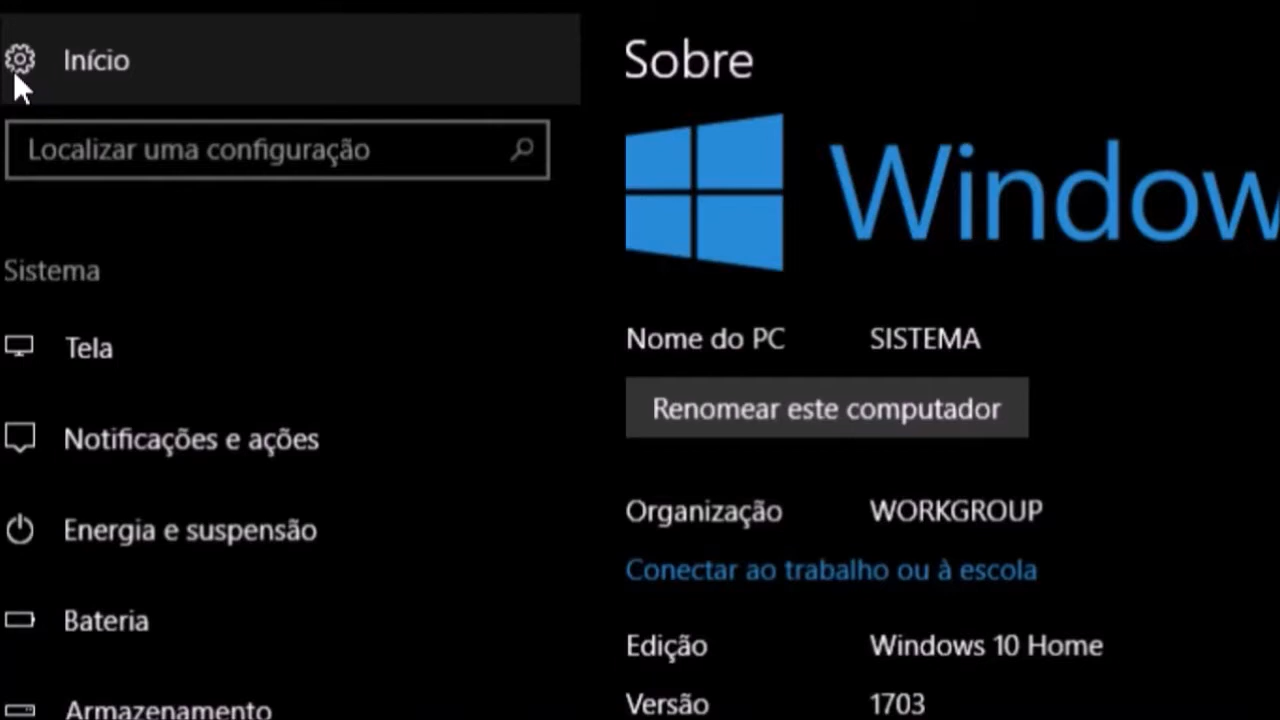 Início
Localizar uma configuração
Sistema
Tela
Notificações e ações
Energia e suspensão
Bateria
Armazenamento
Sobre
Window
Nome do PC SISTEMA
Renomear este computador
Organização WORKGROUP
Conectar ao trabalho ou à escola
Edição Windows 10 Home
Versão 1703